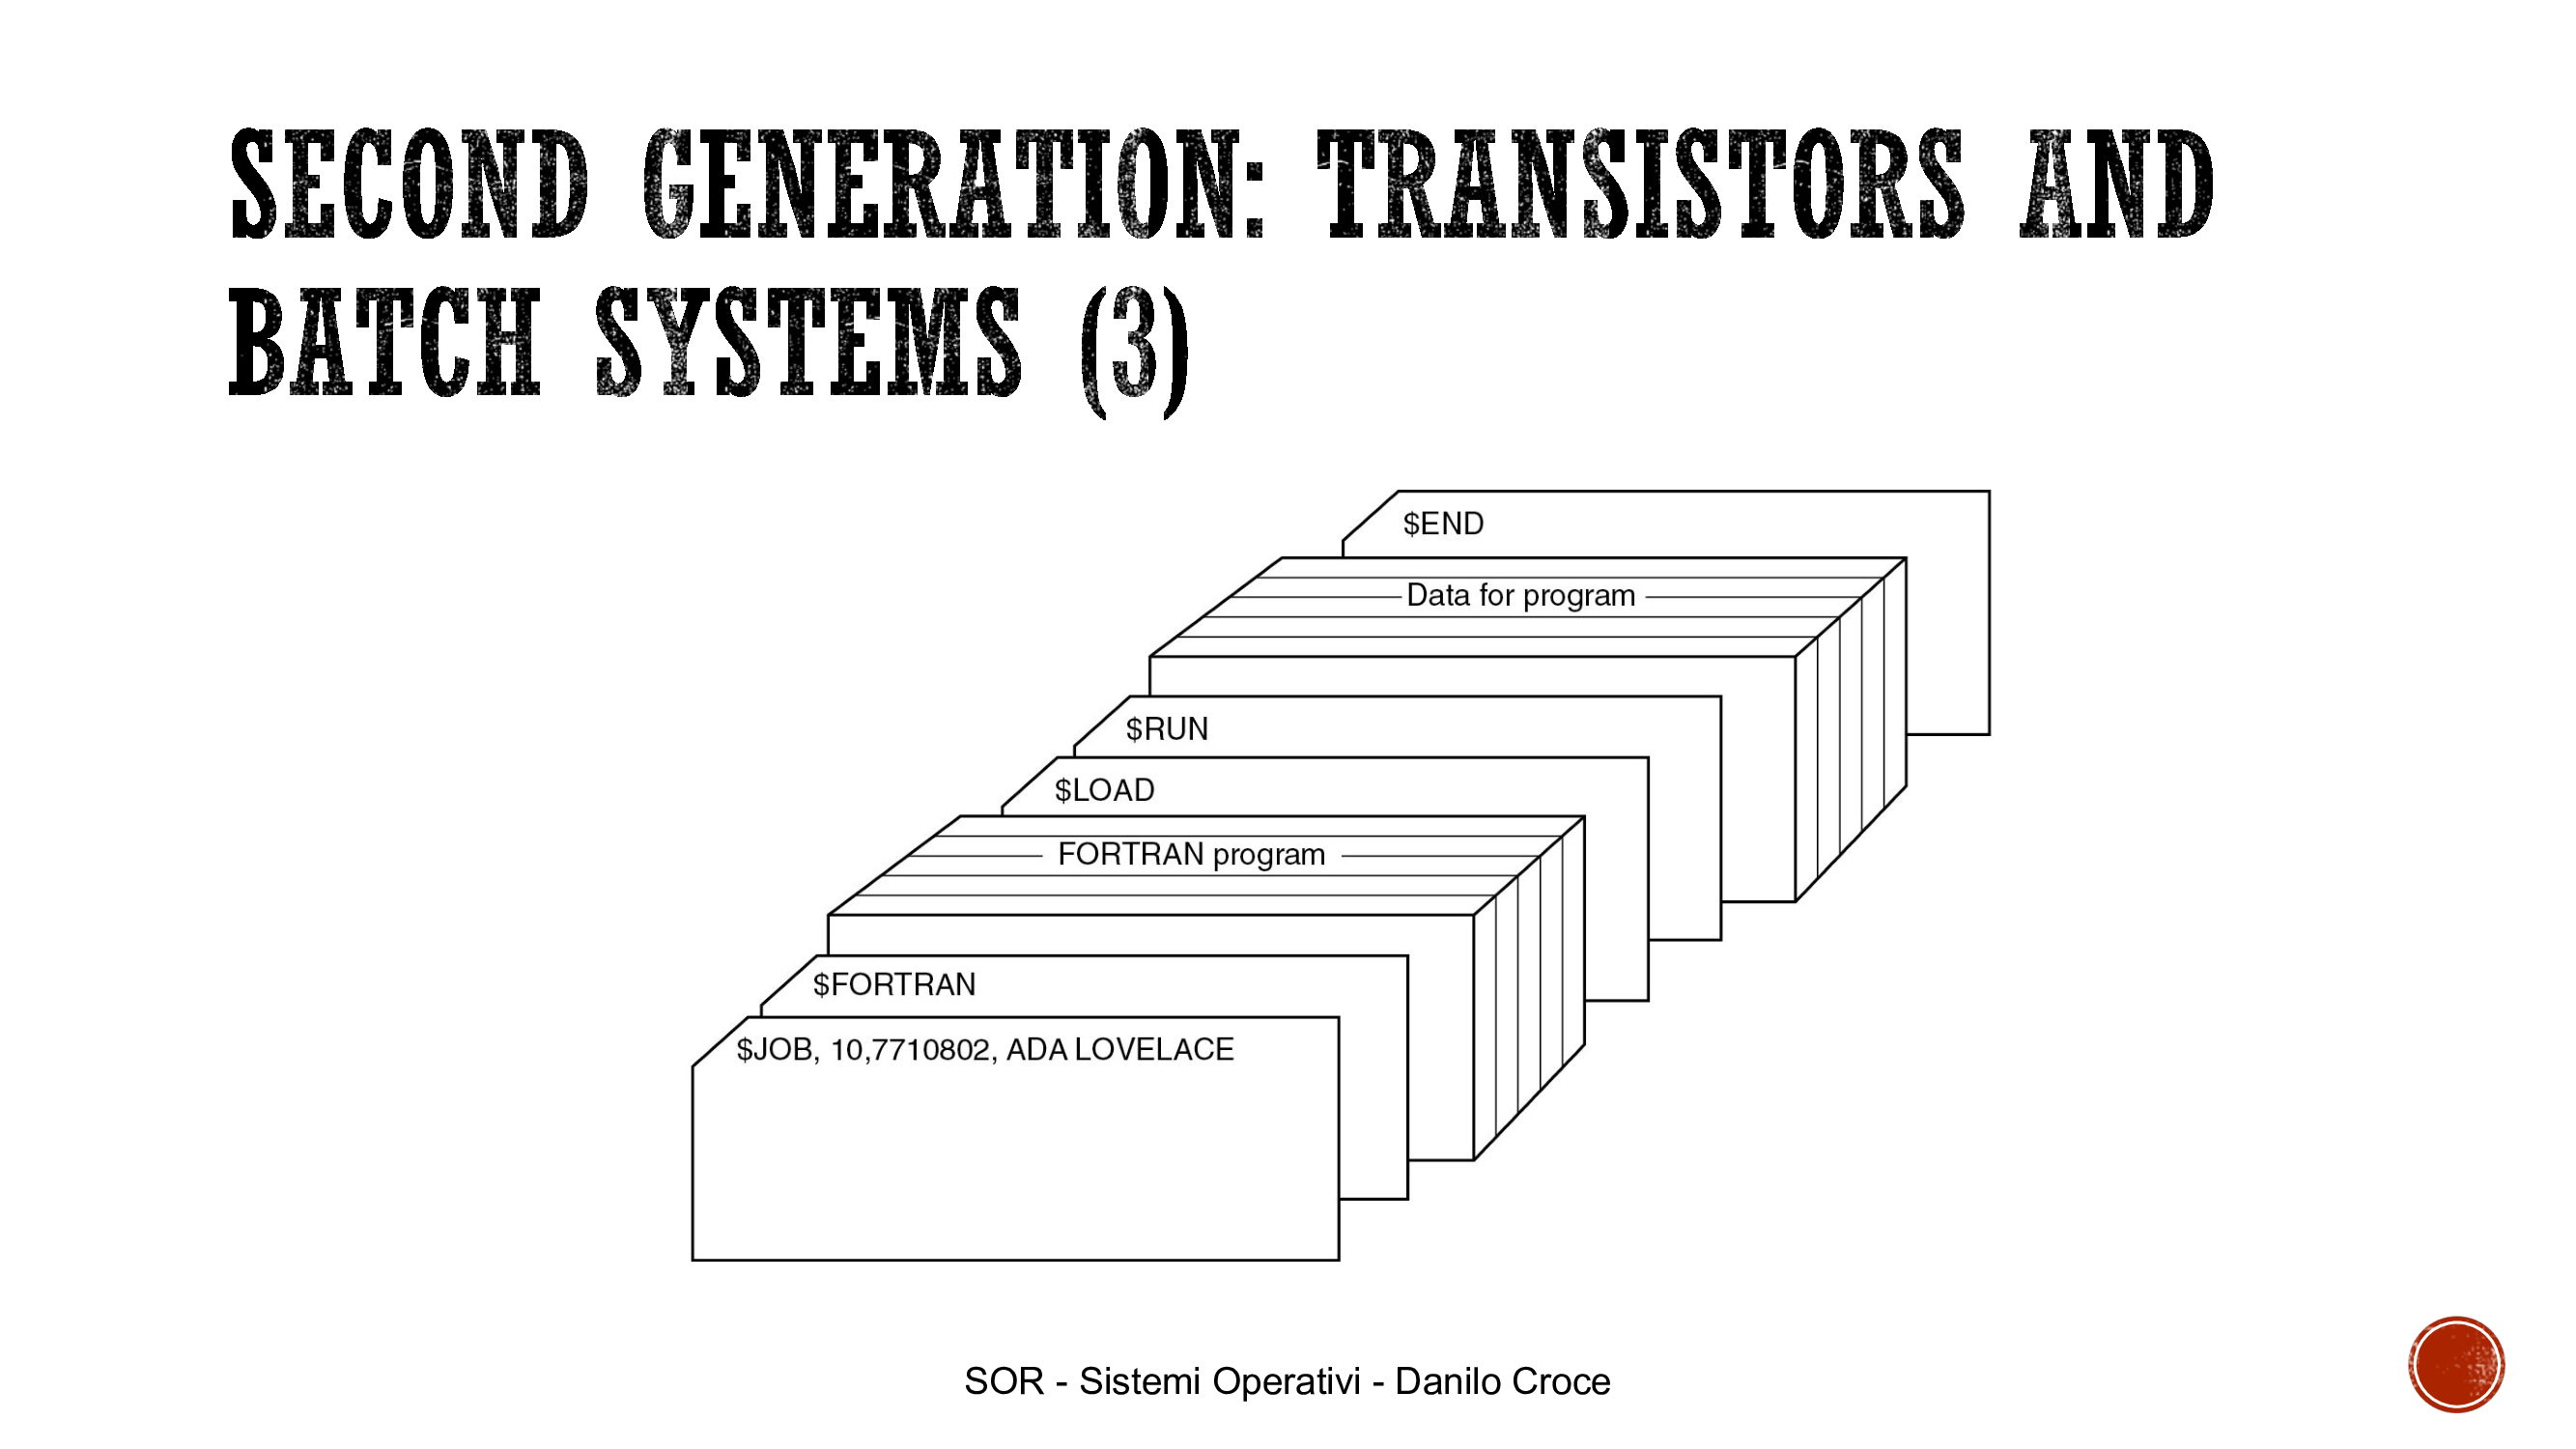 SECOND GENERATION: TRANSISTORS AND
BATCH SYSTEMS (3)
$END
Data for program
$RUN
$LOAD
FORTRAN program
$FORTRAN
$JOB, 10,7710802, ADA LOVELACE
SOR - Sistemi Operativi - Danilo Croce